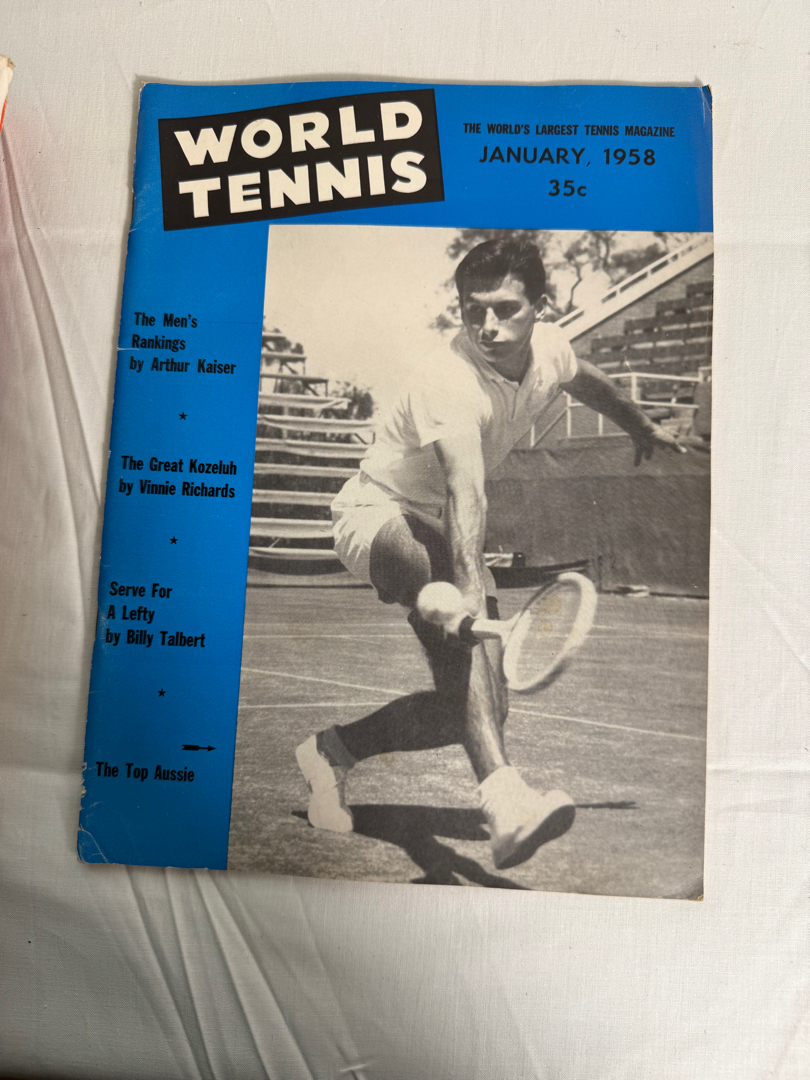 WORLD
TENNIS
THE WORLD'S LARGEST TENNIS MAGAZINE
JANUARY, 1958
35c
The Men's
Rankings
by Arthur Kaiser
The Great Kozeluh
by Vinnie Richards
Serve For
A Lefty
by Billy Talbert
The Top Aussie